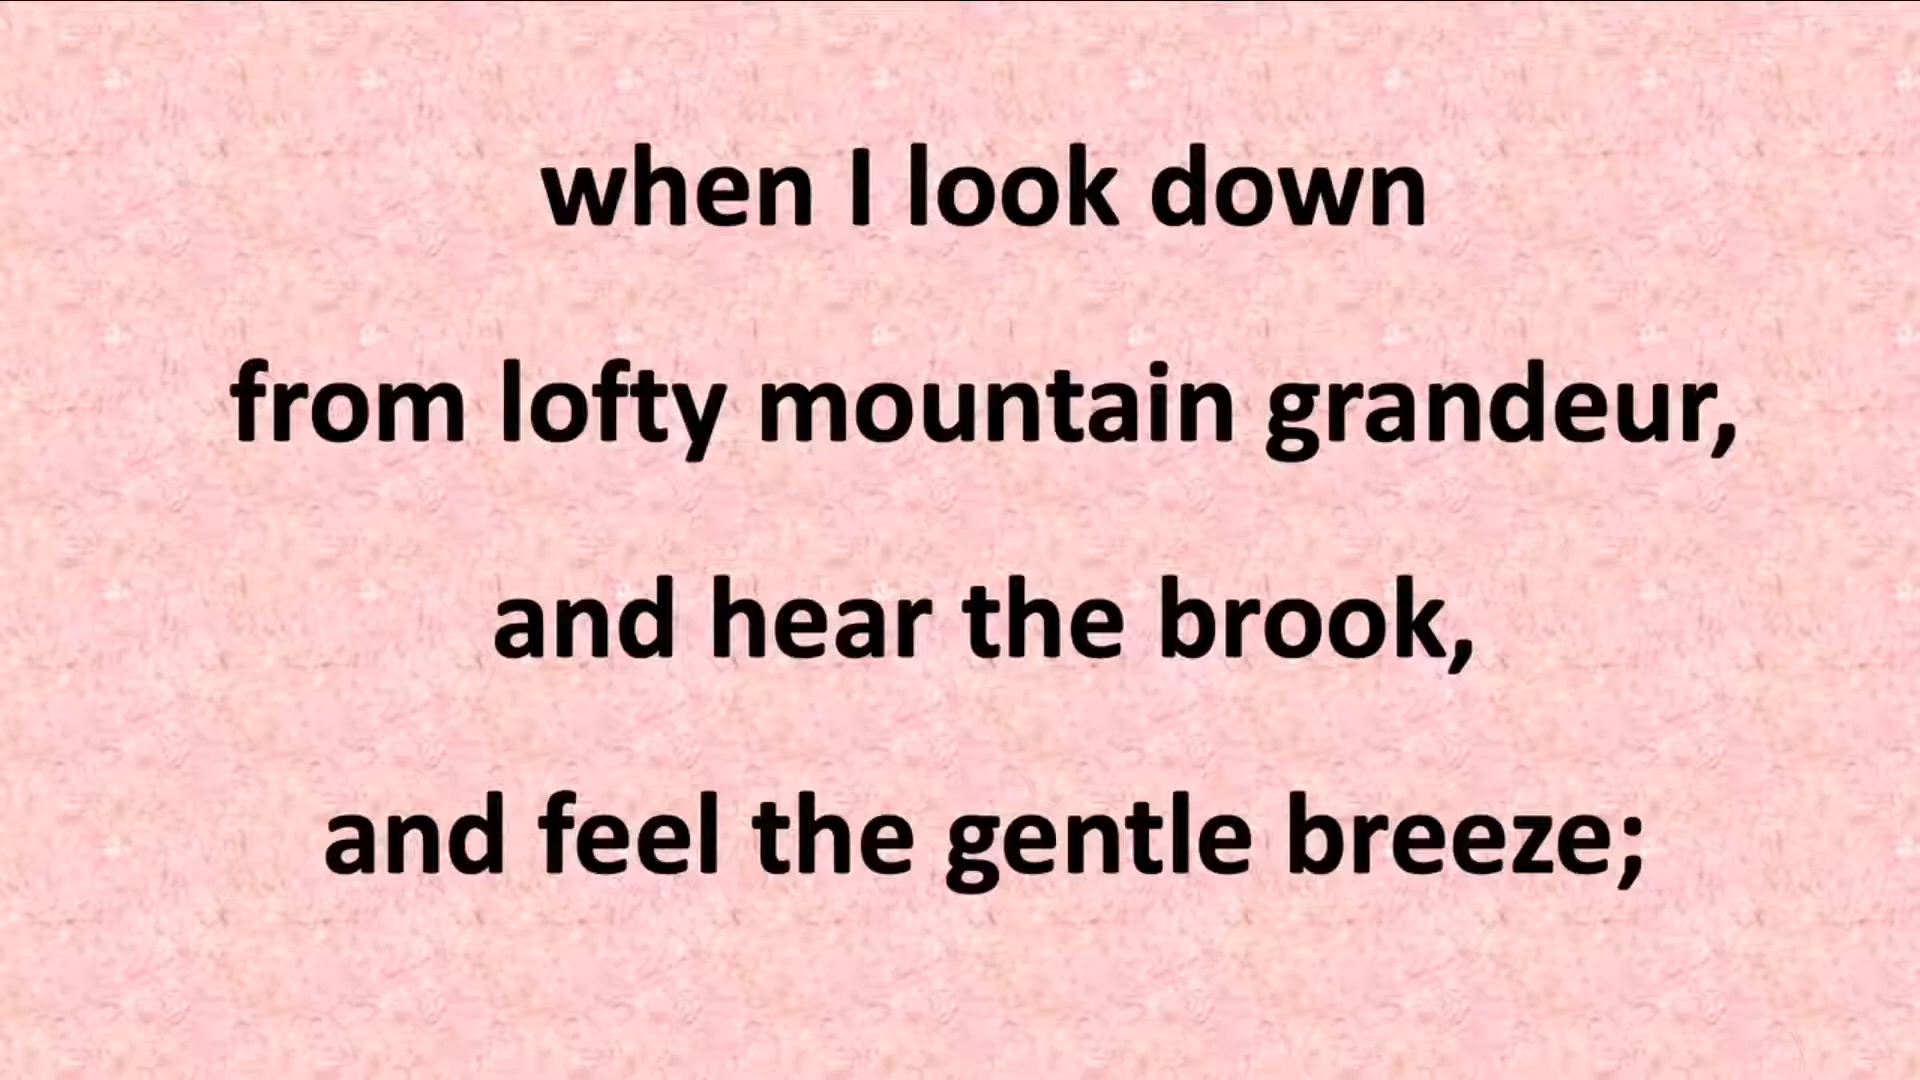 when I look down
from lofty mountain grandeur,
and hear the brook,
and feel the gentle breeze;